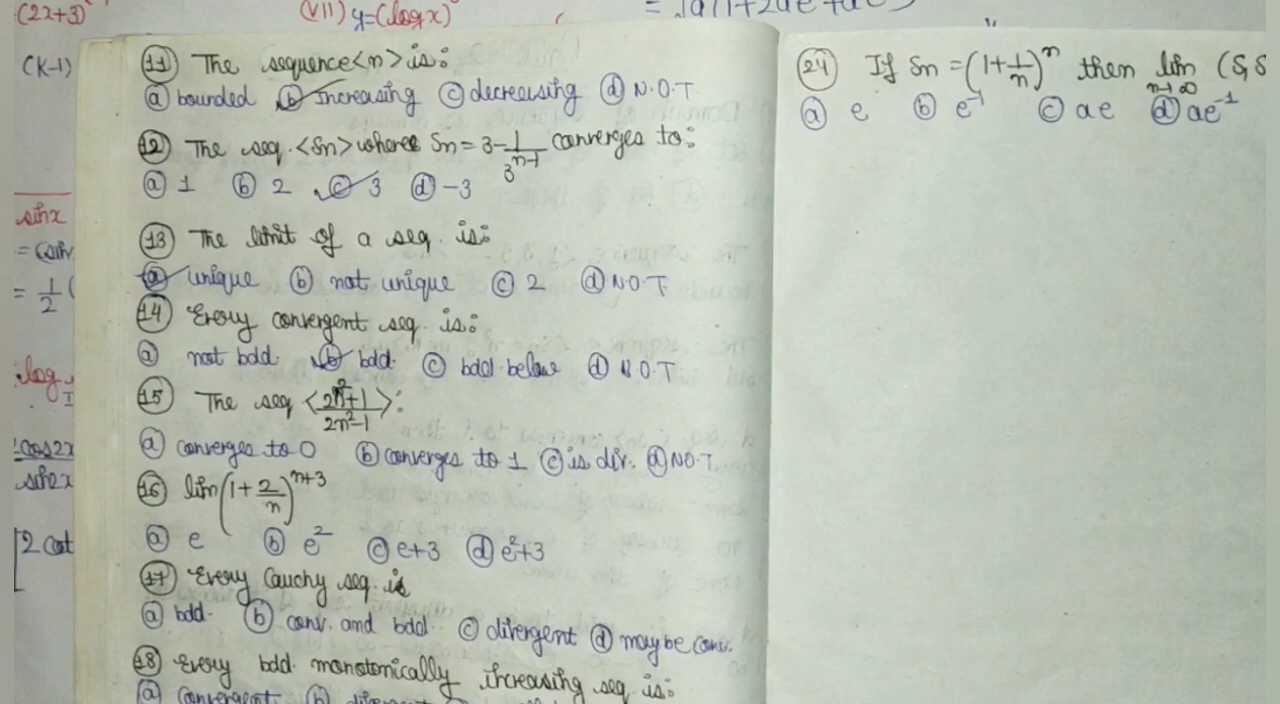 (2x+3)
(VII) y=(logx)
(K-1)
sinx
= 1/2 (
log
cos2x
sin2x
[2 cot
(11) The sequence <n> is:
(a) bounded (b) Increasing (c) decreasing (d) N.O.T
(12) The seq. <Sn> where Sn = 3-1/3^(n-1) converges to:
(a) 1 (b) 2 (c) 3 (d) -3
(13) The limit of a seq. is:
(a) unique (b) not unique (c) 2 (d) N.O.T
(14) Every convergent seq. is:
(a) not bdd. (b) bdd. (c) bdd. below (d) N.O.T
(15) The seq <(2n²+1)/(2n²-1)>:
(a) converges to 0 (b) converges to 1 (c) is div. (d) N.O.T
(16) lim(1+2/n)^(n+3)
(a) e (b) e² (c) e+3 (d) e²+3
(17) Every Cauchy seq. is
(a) bdd. (b) conv. and bdd. (c) divergent (d) may be conv.
(18) Every bdd. monotonically increasing seq. is:
(a) convergent (b)
(24) If Sn = (1+1/n)^n then lim n→∞ (S
(a) e (b) e^-1 (c) ae (d) ae^-1